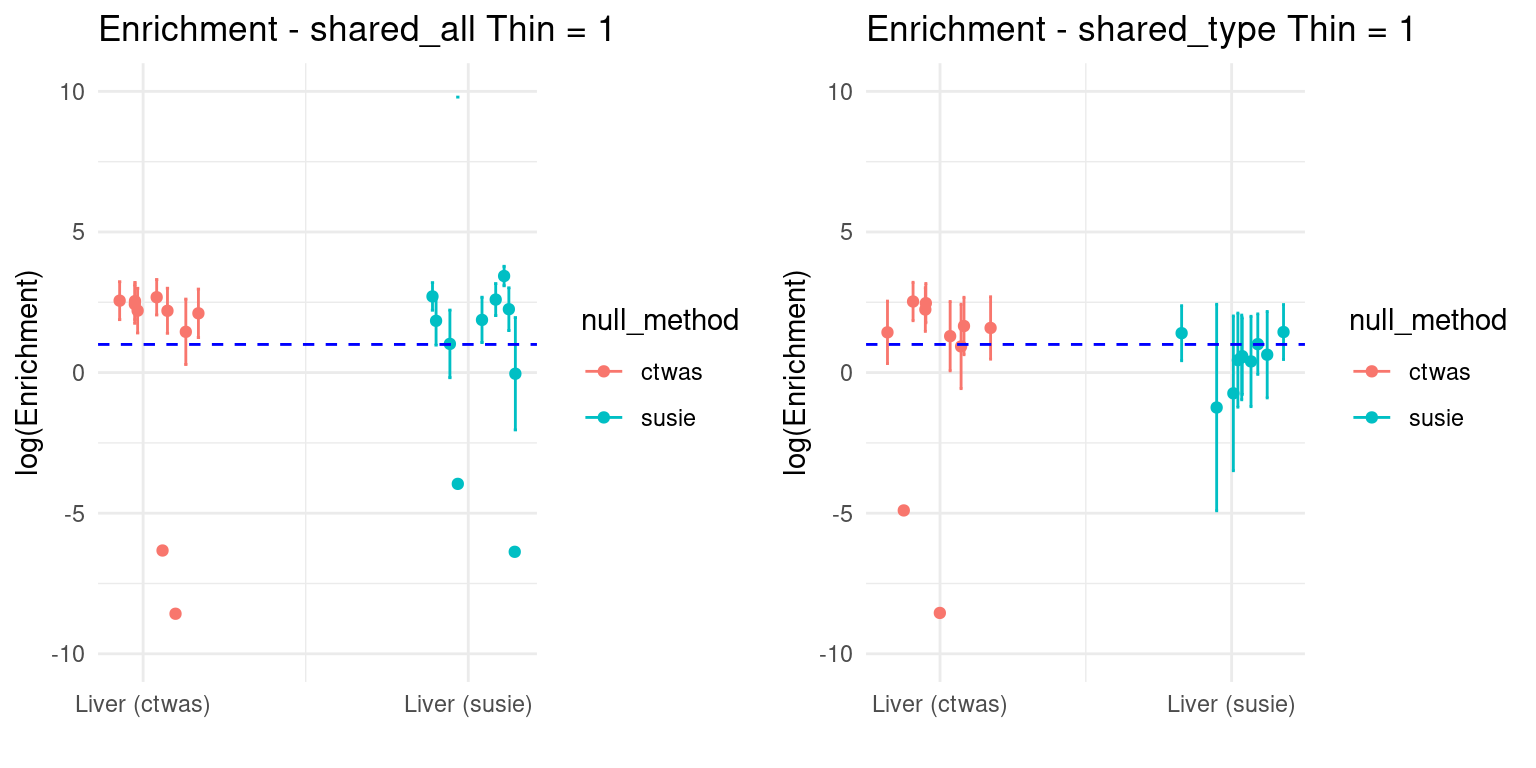 Enrichment - shared_all Thin = 1
log(Enrichment)
10
5
0
-5
-10
Liver (ctwas)
Liver (susie)
null_method
ctwas
susie
Enrichment - shared_type Thin = 1
log(Enrichment)
10
5
0
-5
-10
Liver (ctwas)
Liver (susie)
null_method
ctwas
susie